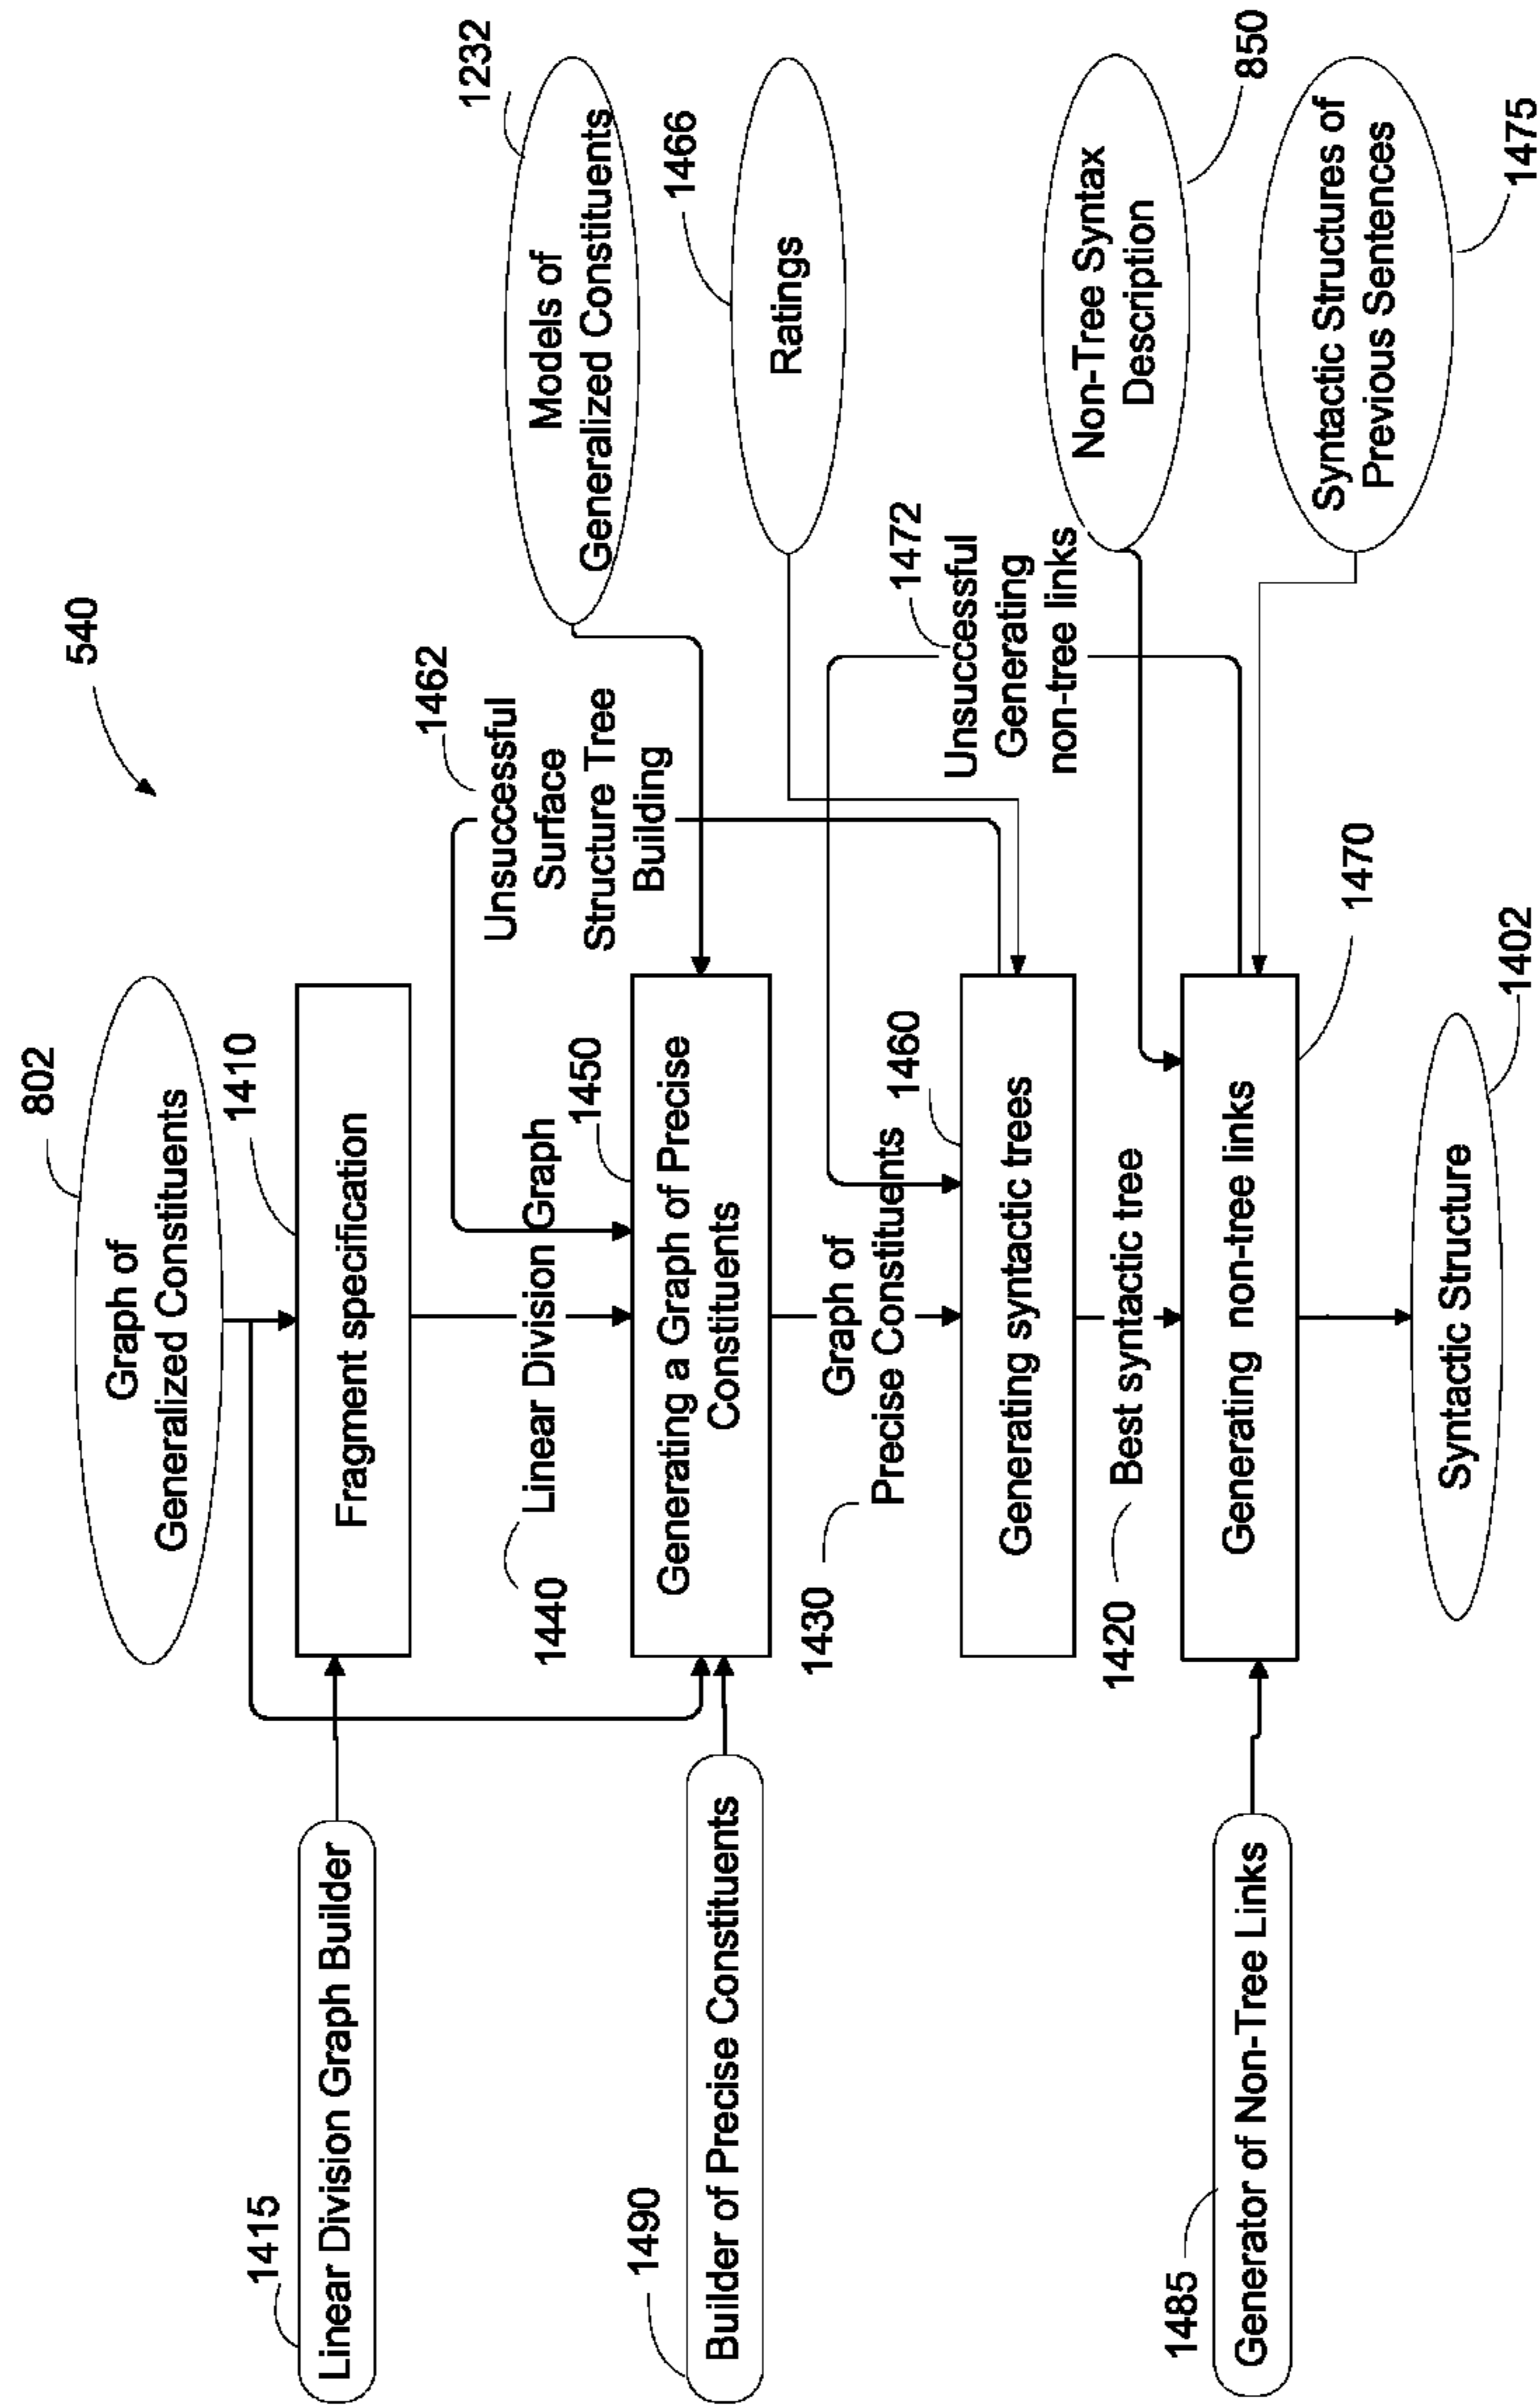 540
802
Graph of
Generalized Constituents
1415
Linear Division Graph Builder
1410
Fragment specification
1462
Unsuccessful
Surface
Structure Tree
Building
1232
Models of
Generalized Constituents
1440
Linear Division Graph
1490
Builder of Precise Constituents
1450
Generating a Graph of Precise
Constituents
1466
Ratings
1430
Graph of
Precise Constituents
1460
Generating syntactic trees
1472
Unsuccessful
Generating
non-tree links
850
Non-Tree Syntax
Description
1420
Best syntactic tree
1485
Generator of Non-Tree Links
Generating non-tree links
1470
Syntactic Structures of
Previous Sentences
1475
1402
Syntactic Structure